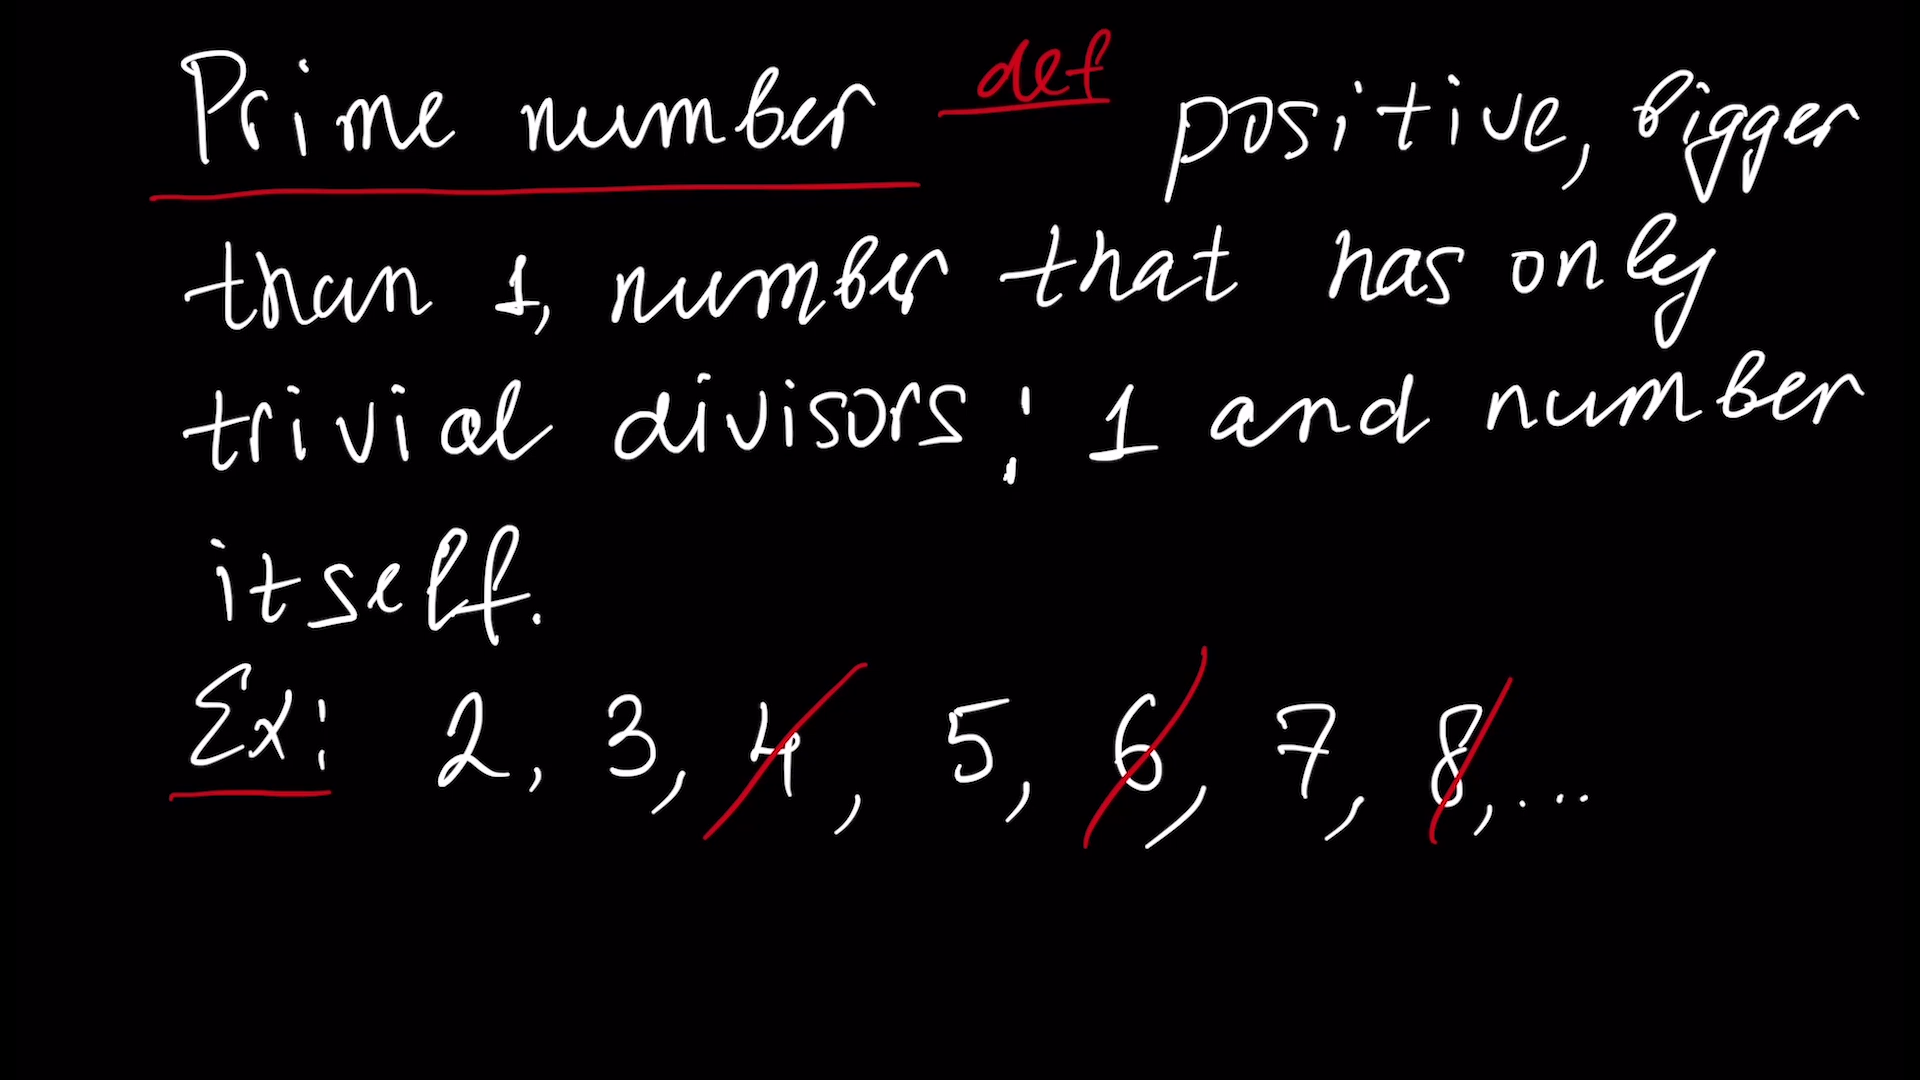 Prime number def positive, bigger
than 1, number that has only
trivial divisors: 1 and number
itself.
Ex: 2, 3, 4, 5, 6, 7, 8, ...